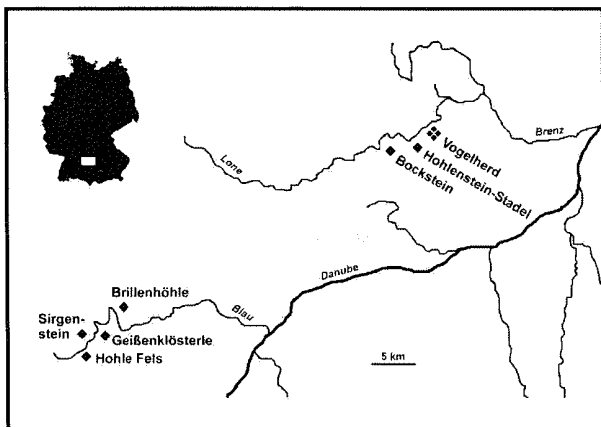 Brenz
Lone
Vogelherd
Hohlenstein-Stadel
Bockstein
Danube
Brillenhöhle
Blau
Sirgen-
stein
Geißenklösterle
Hohle Fels
5 km